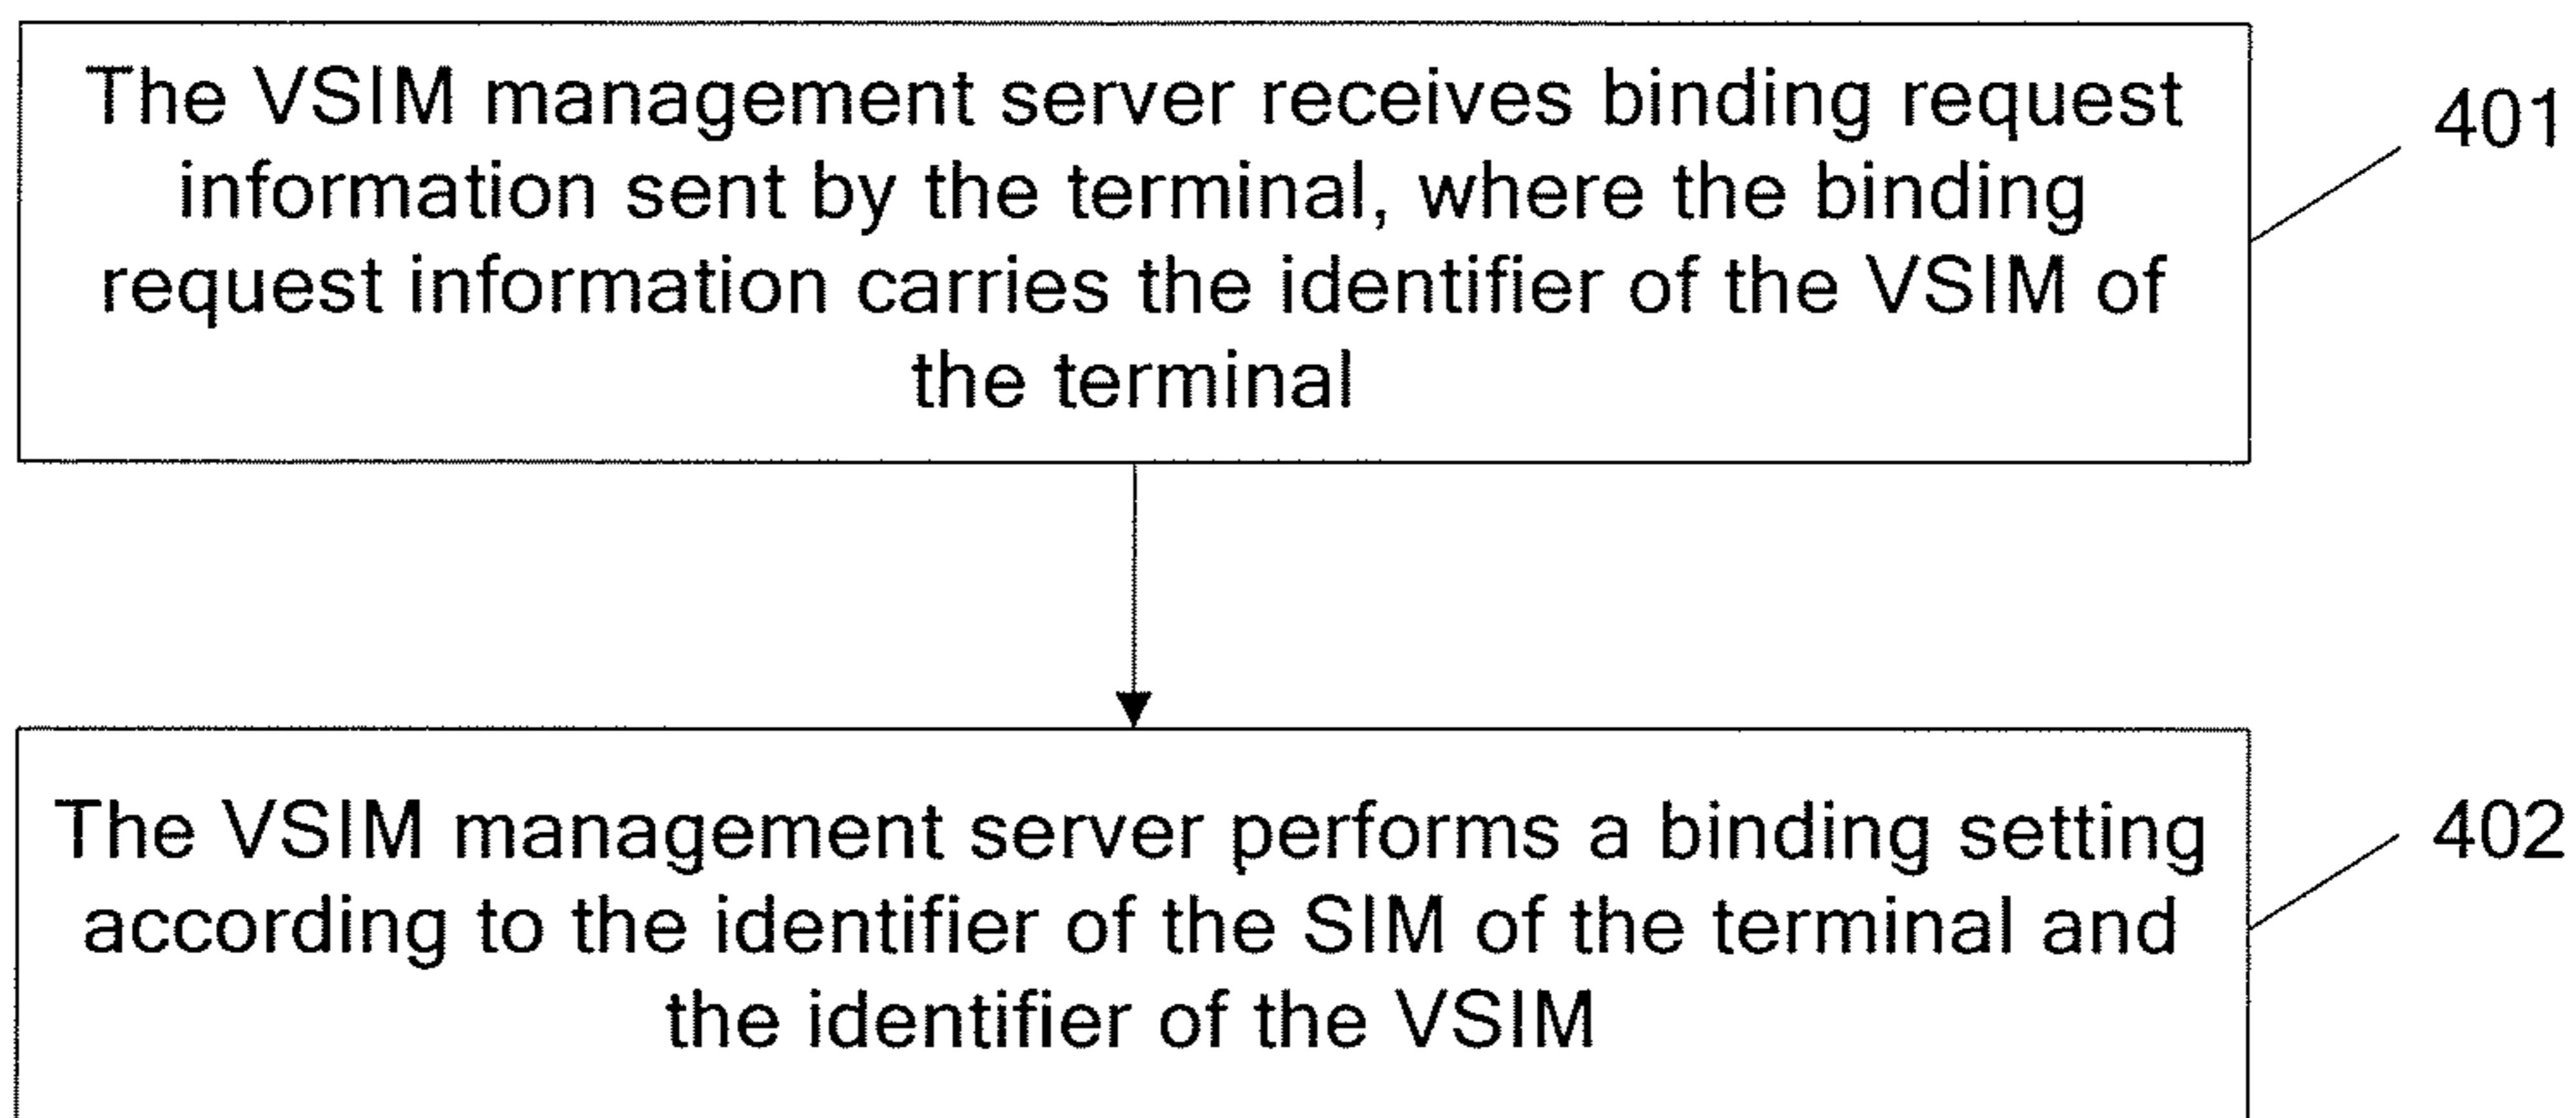 The VSIM management server receives binding request
information sent by the terminal, where the binding
request information carries the identifier of the VSIM of
the terminal
401
The VSIM management server performs a binding setting
according to the identifier of the SIM of the terminal and
the identifier of the VSIM
402